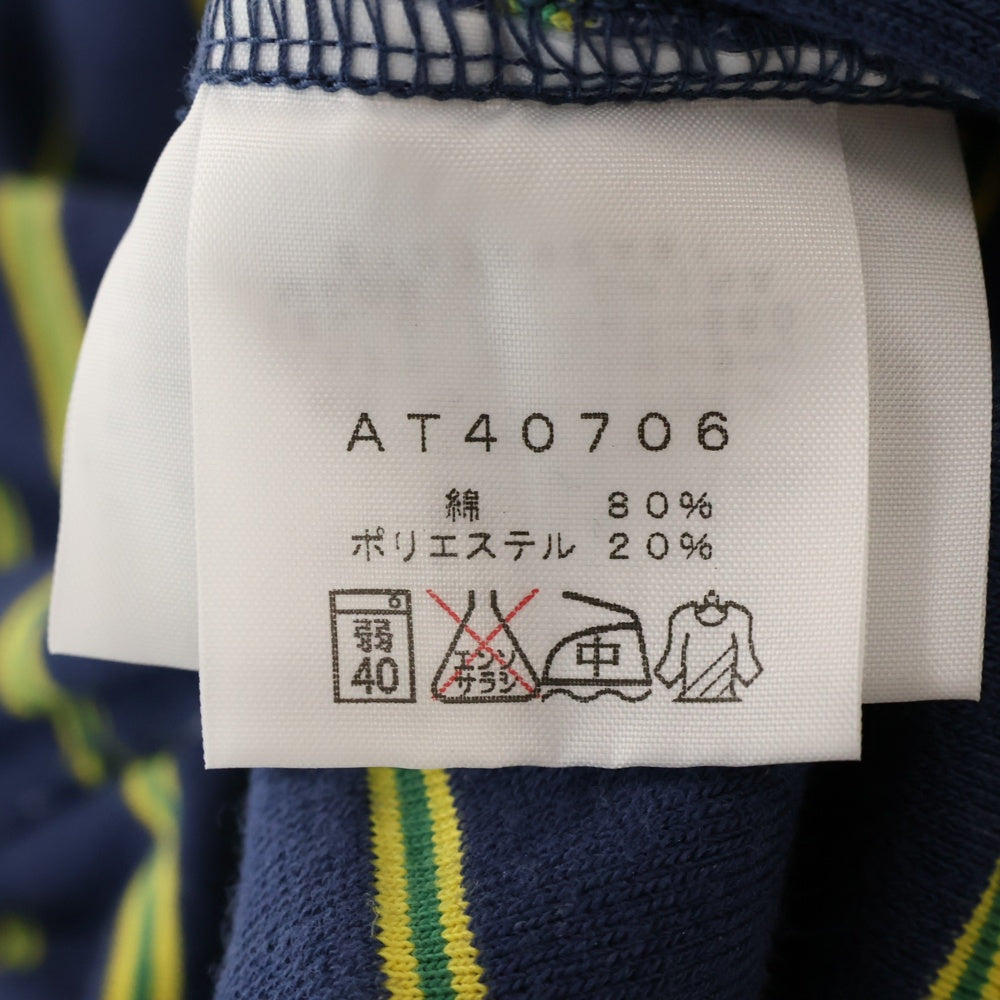 AT40706
綿 80%
ポリエステル 20%
弱 40
エンソサラシ
中